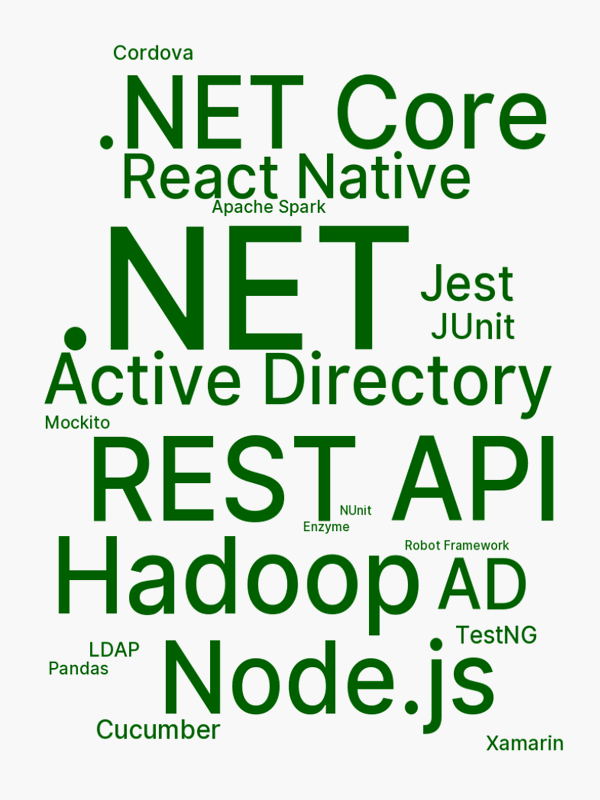 Cordova
.NET Core
React Native
Apache Spark
.NET
Jest
JUnit
Active Directory
Mockito
REST API
NUnit
Enzyme
Hadoop
Robot Framework
AD
TestNG
LDAP
Node.js
Pandas
Cucumber
Xamarin